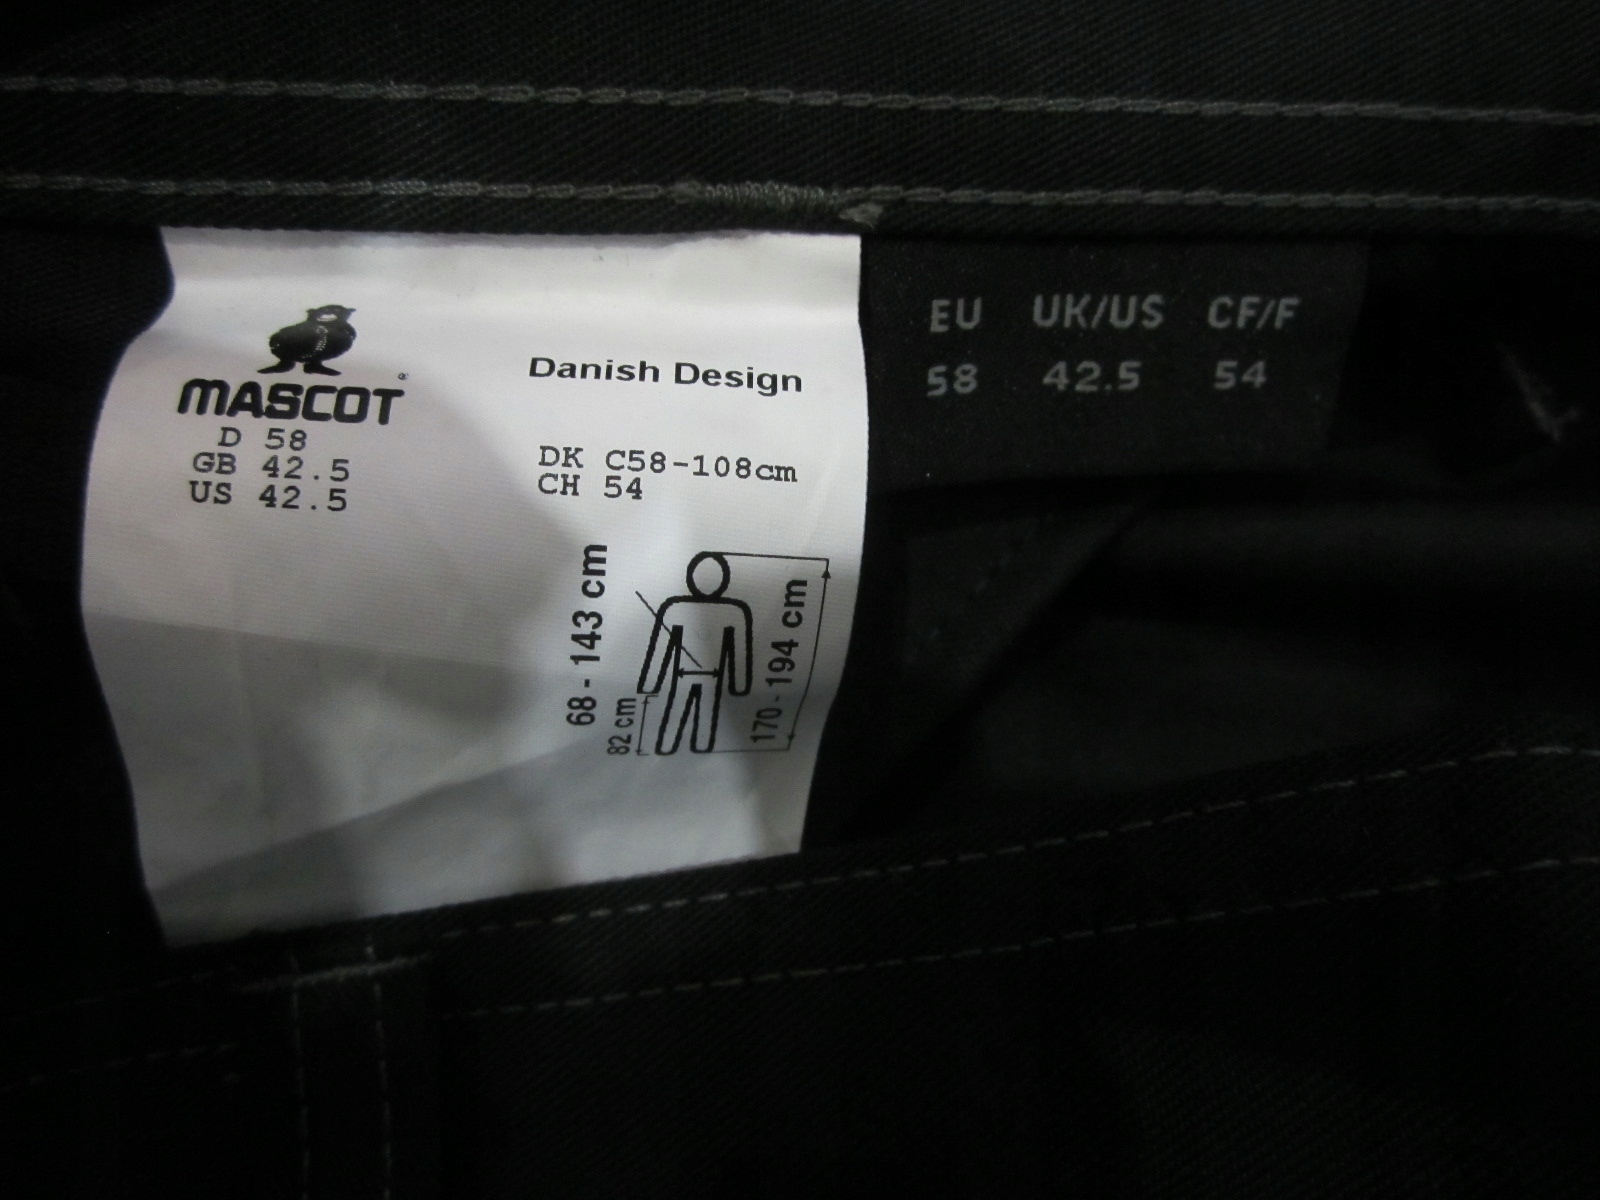 MASCOT®
Danish Design
D 58
GB 42.5
US 42.5
DK C58-108cm
CH 54
68 - 143 cm
82 cm
170 - 194 cm
EU UK/US CF/F
58 42.5 54